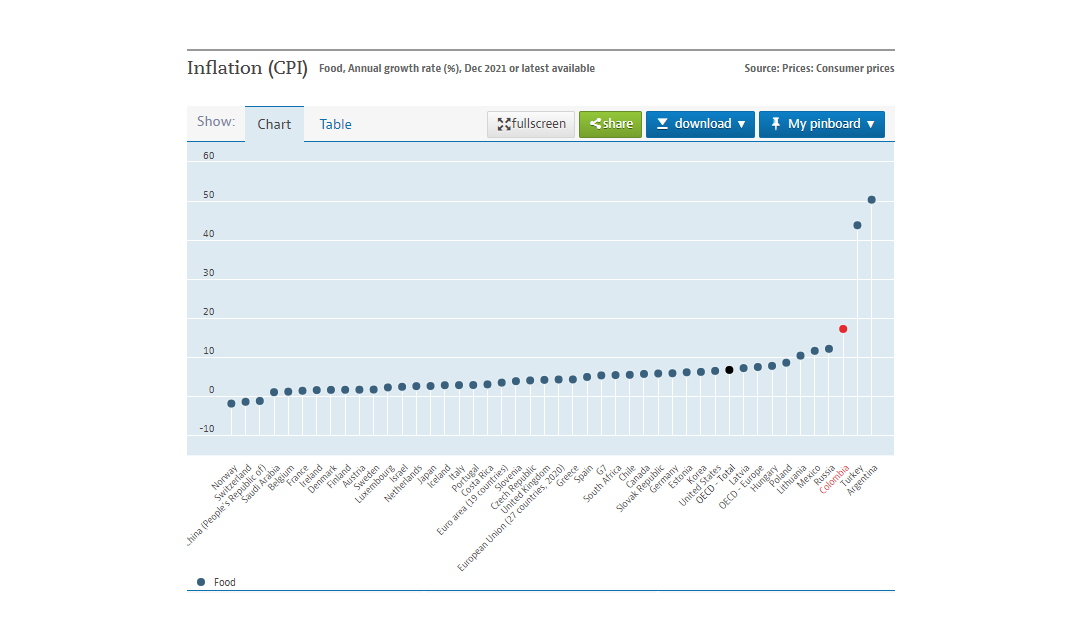 Inflation (CPI) Food, Annual growth rate (%), Dec 2021 or latest available Source: Prices: Consumer prices
Show: Chart Table fullscreen share download ▼ My pinboard ▼
60
50
40
30
20
10
0
-10
Norway
Switzerland
China (People's Republic of)
Saudi Arabia
Belgium
France
Ireland
Denmark
Finland
Austria
Sweden
Luxembourg
Israel
Netherlands
Japan
Iceland
Italy
Portugal
Costa Rica
Euro area (19 countries)
Slovenia
Czech Republic
United Kingdom
European Union (27 countries, 2020)
Greece
Spain
G7
South Africa
Chile
Canada
Slovak Republic
Germany
Estonia
Korea
United States
OECD - Total
Latvia
OECD - Europe
Hungary
Poland
Lithuania
Mexico
Russia
Colombia
Turkey
Argentina
Food